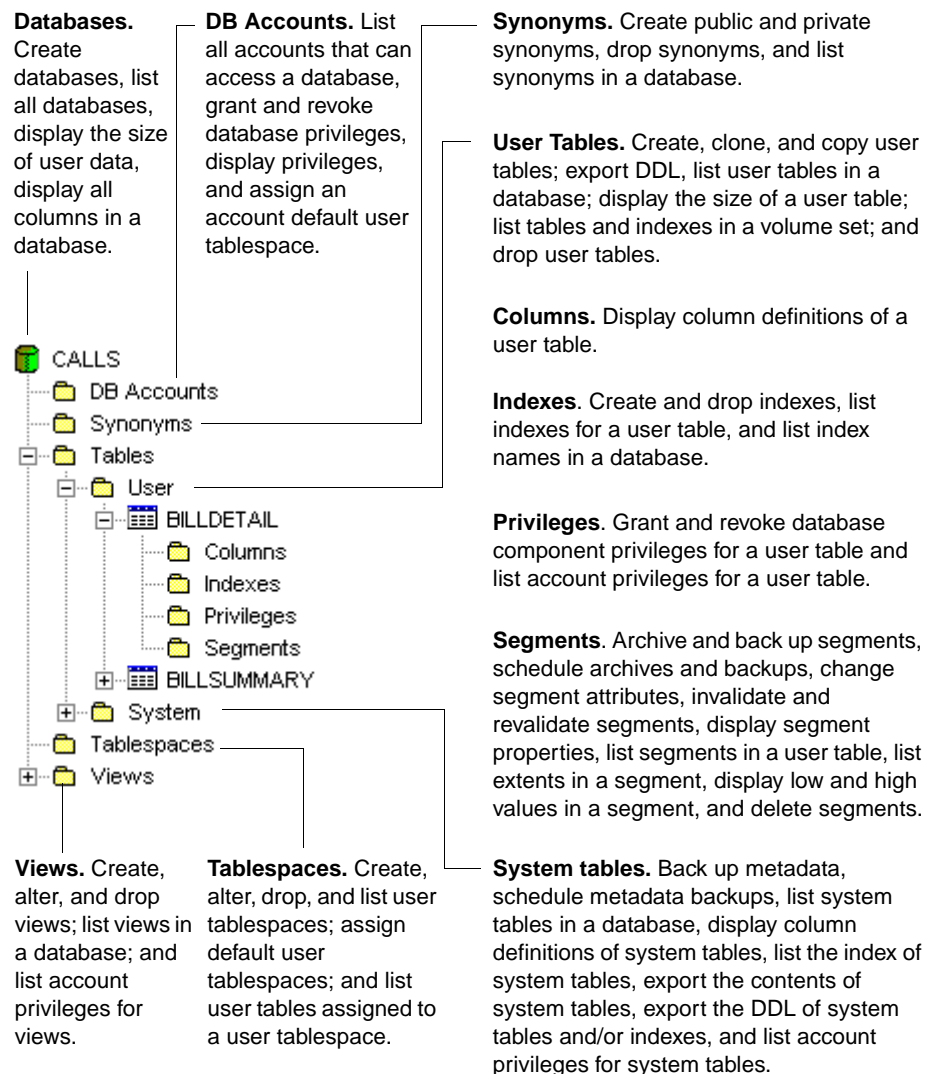 Databases.
Create
databases, list
all databases,
display the size
of user data,
display all
columns in a
database.
DB Accounts. List
all accounts that can
access a database,
grant and revoke
database privileges,
display privileges,
and assign an
account default user
tablespace.
Synonyms. Create public and private
synonyms, drop synonyms, and list
synonyms in a database.
User Tables. Create, clone, and copy user
tables; export DDL, list user tables in a
database; display the size of a user table;
list tables and indexes in a volume set; and
drop user tables.
Columns. Display column definitions of a
user table.
Indexes. Create and drop indexes, list
indexes for a user table, and list index
names in a database.
Privileges. Grant and revoke database
component privileges for a user table and
list account privileges for a user table.
Segments. Archive and back up segments,
schedule archives and backups, change
segment attributes, invalidate and
revalidate segments, display segment
properties, list segments in a user table, list
extents in a segment, display low and high
values in a segment, and delete segments.
CALLS
DB Accounts
Synonyms
Tables
User
BILLDETAIL
Columns
Indexes
Privileges
Segments
BILLSUMMARY
System
Tablespaces
Views
Views. Create,
alter, and drop
views; list views in
a database; and
list account
privileges for
views.
Tablespaces. Create,
alter, drop, and list user
tablespaces; assign
default user
tablespaces; and list
user tables assigned to
a user tablespace.
System tables. Back up metadata,
schedule metadata backups, list system
tables in a database, display column
definitions of system tables, list the index of
system tables, export the contents of
system tables, export the DDL of system
tables and/or indexes, and list account
privileges for system tables.